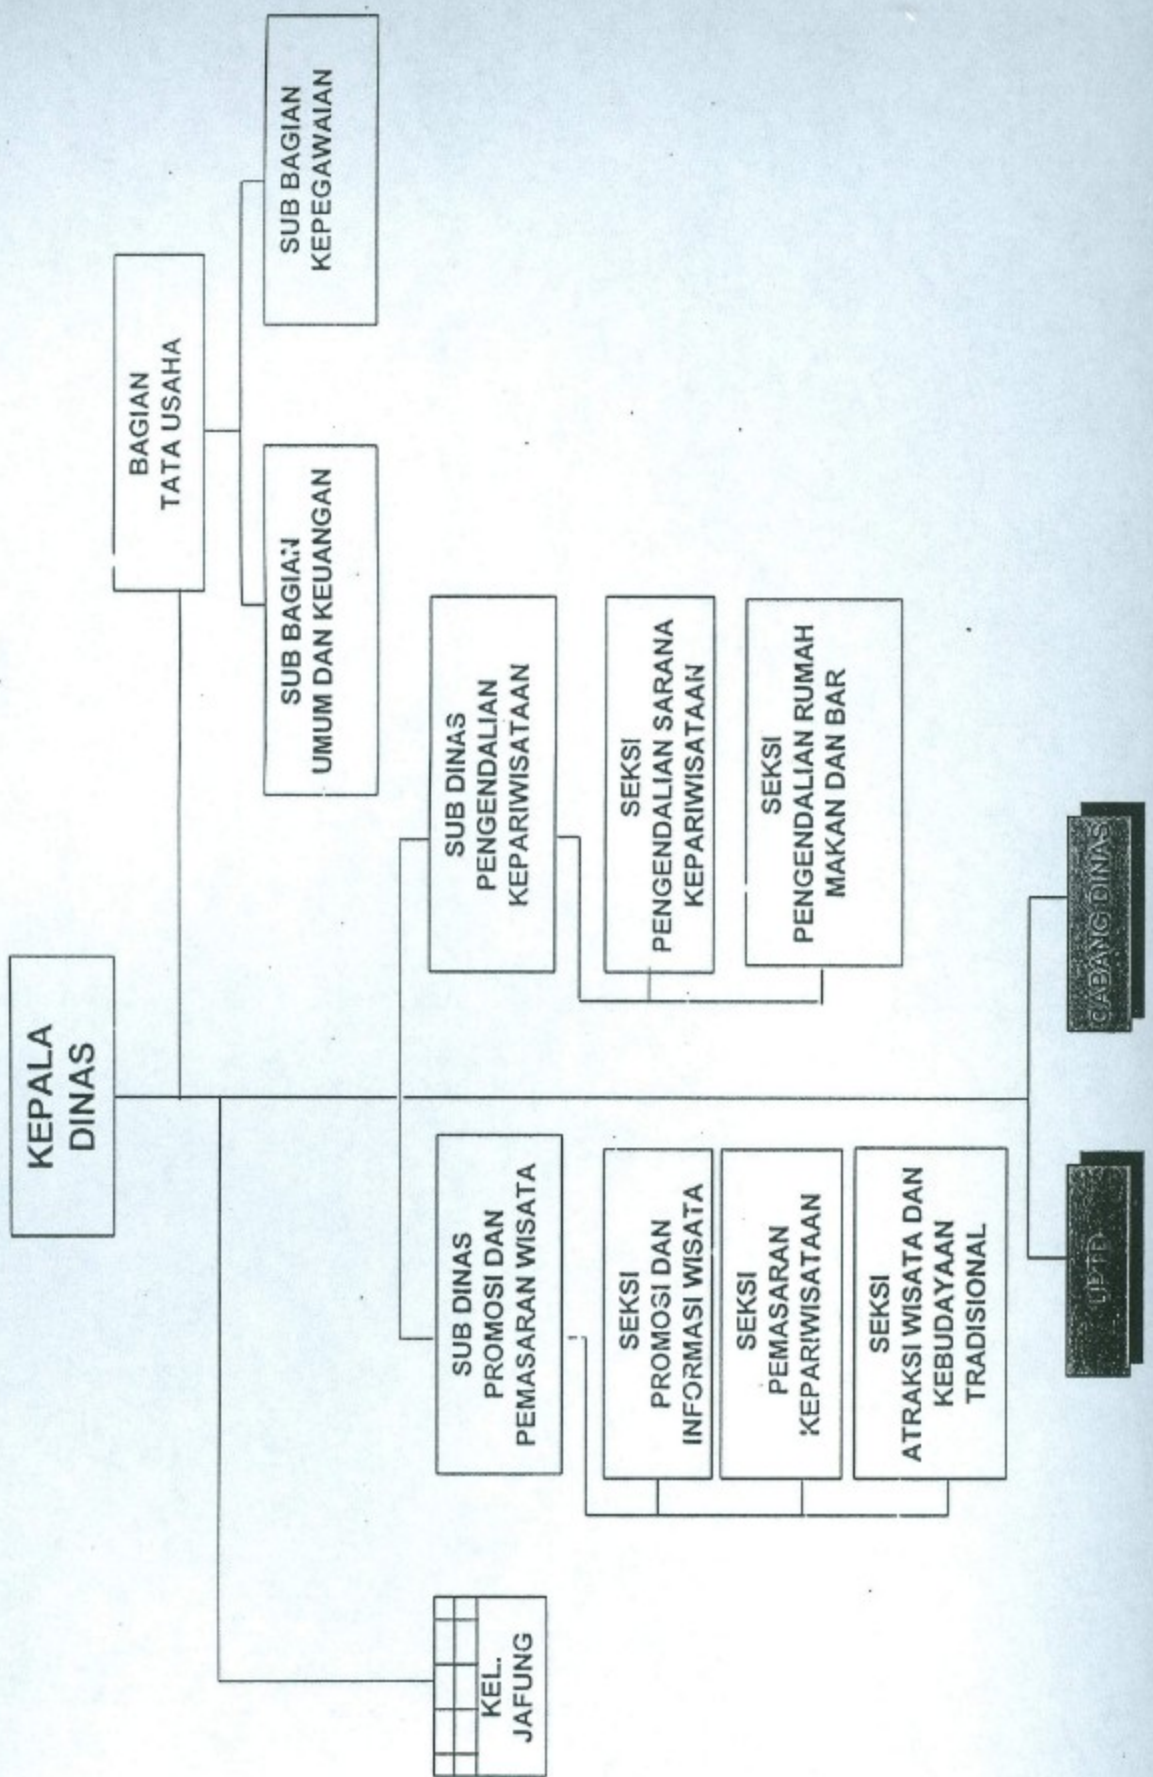 KEPALA
DINAS
BAGIAN
TATA USAHA
SUB BAGIAN
UMUM DAN KEUANGAN
SUB BAGIAN
KEPEGAWAIAN
KEL.
JAFUNG
SUB DINAS
PROMOSI DAN
PEMASARAN WISATA
SEKSI
PROMOSI DAN
INFORMASI WISATA
SEKSI
PEMASARAN
KEPARIWISATAAN
SEKSI
ATRAKSI WISATA DAN
KEBUDAYAAN
TRADISIONAL
SUB DINAS
PENGENDALIAN
KEPARIWISATAAN
SEKSI
PENGENDALIAN SARANA
KEPARIWISATAAN
SEKSI
PENGENDALIAN RUMAH
MAKAN DAN BAR
UPTD
CABANG DINAS